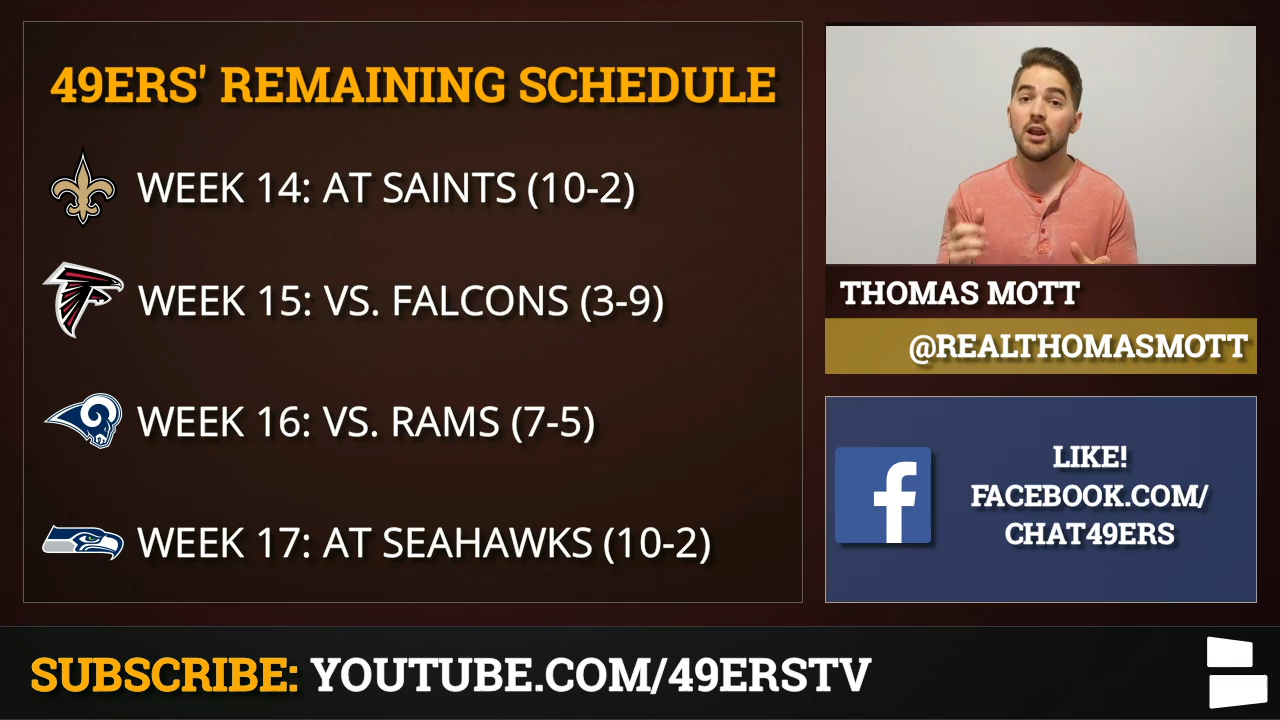 49ERS' REMAINING SCHEDULE
WEEK 14: AT SAINTS (10-2)
WEEK 15: VS. FALCONS (3-9)
WEEK 16: VS. RAMS (7-5)
WEEK 17: AT SEAHAWKS (10-2)
THOMAS MOTT
@REALTHOMASMOTT
f
LIKE!
FACEBOOK.COM/
CHAT49ERS
SUBSCRIBE: YOUTUBE.COM/49ERSTV